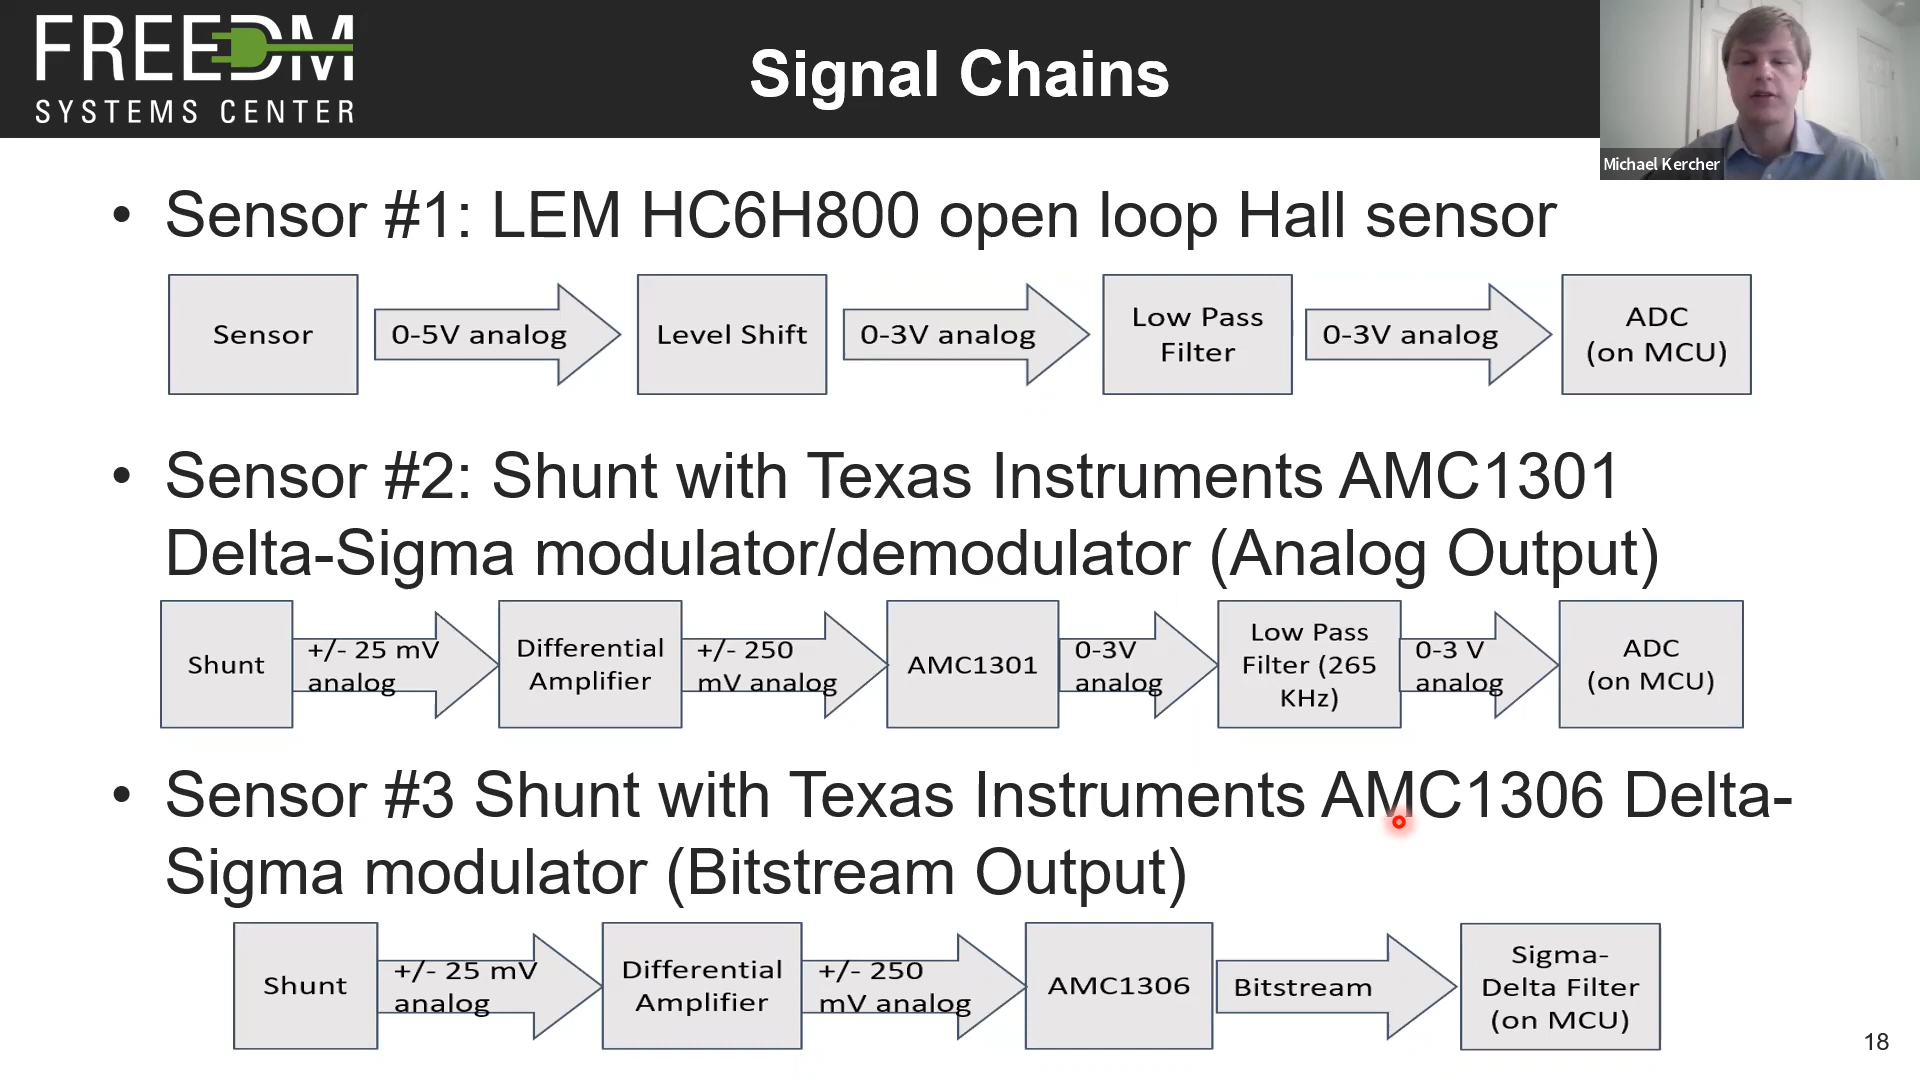 FREEDM
SYSTEMS CENTER
Signal Chains
Michael Kercher
• Sensor #1: LEM HC6H800 open loop Hall sensor
Sensor
0-5V analog
Level Shift
0-3V analog
Low Pass
Filter
0-3V analog
ADC
(on MCU)
• Sensor #2: Shunt with Texas Instruments AMC1301
Delta-Sigma modulator/demodulator (Analog Output)
Shunt
+/- 25 mV
analog
Differential
Amplifier
+/- 250
mV analog
AMC1301
0-3V
analog
Low Pass
Filter (265
KHz)
0-3 V
analog
ADC
(on MCU)
• Sensor #3 Shunt with Texas Instruments AMC1306 Delta-
Sigma modulator (Bitstream Output)
Shunt
+/- 25 mV
analog
Differential
Amplifier
+/- 250
mV analog
AMC1306
Bitstream
Sigma-
Delta Filter
(on MCU)
18